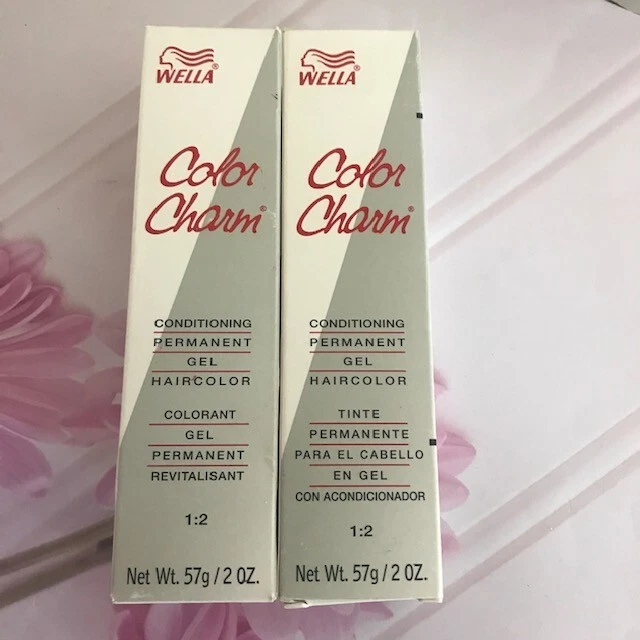 WELLA®
Color
Charm®
CONDITIONING
PERMANENT
GEL
HAIRCOLOR
COLORANT
GEL
PERMANENT
REVITALISANT
1:2
Net Wt. 57g/2 OZ.
WELLA®
Color
Charm®
CONDITIONING
PERMANENT
GEL
HAIRCOLOR
TINTE
PERMANENTE
PARA EL CABELLO
EN GEL
CON ACONDICIONADOR
1:2
Net Wt. 57g/2 OZ.